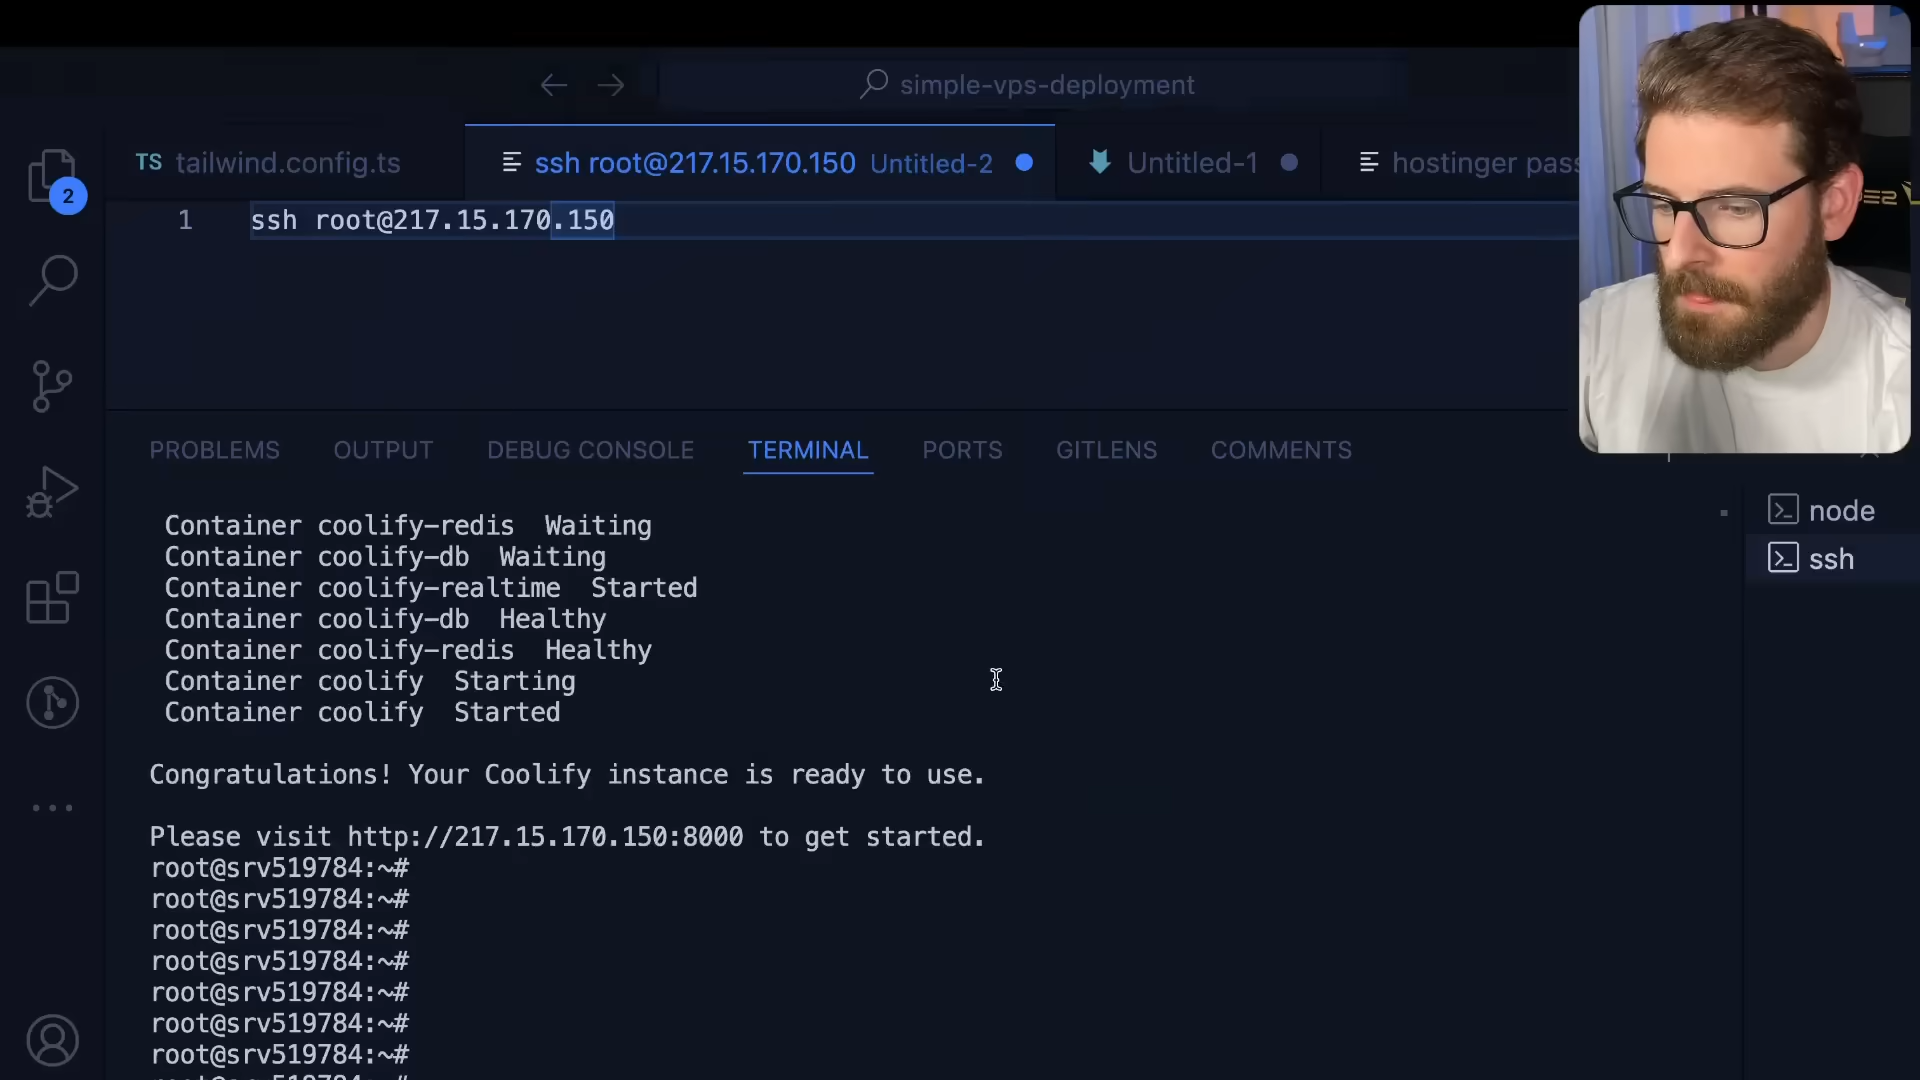 simple-vps-deployment
TS tailwind.config.ts
ssh root@217.15.170.150 Untitled-2
Untitled-1
hostinger pass
1 ssh root@217.15.170.150
2
PROBLEMS OUTPUT DEBUG CONSOLE TERMINAL PORTS GITLENS COMMENTS
Container coolify-redis Waiting
Container coolify-db Waiting
Container coolify-realtime Started
Container coolify-db Healthy
Container coolify-redis Healthy
Container coolify Starting
Container coolify Started
Congratulations! Your Coolify instance is ready to use.
Please visit http://217.15.170.150:8000 to get started.
root@srv519784:~#
root@srv519784:~#
root@srv519784:~#
root@srv519784:~#
root@srv519784:~#
root@srv519784:~#
root@srv519784:~#
node
ssh